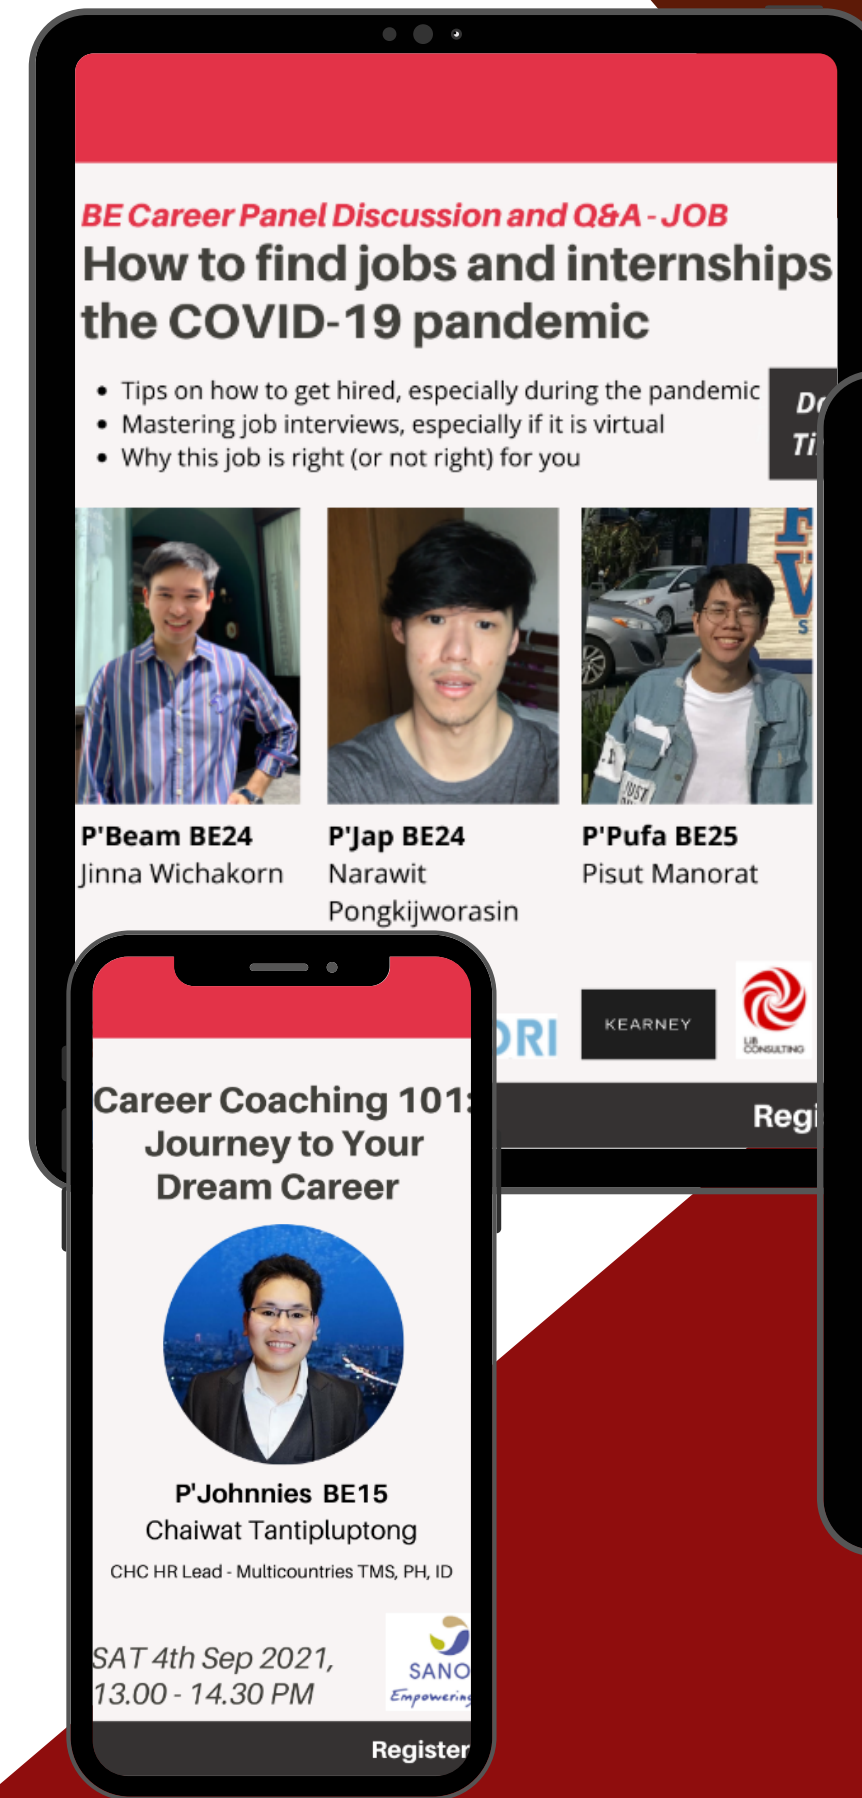 BE Career Panel Discussion and Q&A - JOB
How to find jobs and internships
the COVID-19 pandemic
Tips on how to get hired, especially during the pandemic
Mastering job interviews, especially if it is virtual
Why this job is right (or not right) for you
P'Beam BE24
Jinna Wichakorn
P'Jap BE24
Narawit
Pongkijworasin
P'Pufa BE25
Pisut Manorat
KEARNEY
CONSULTING
Career Coaching 101:
Journey to Your
Dream Career
P'Johnnies BE15
Chaiwat Tantipluptong
CHC HR Lead - Multicountries TMS, PH, ID
SAT 4th Sep 2021,
13.00 - 14.30 PM
SANO
Empowering
Register